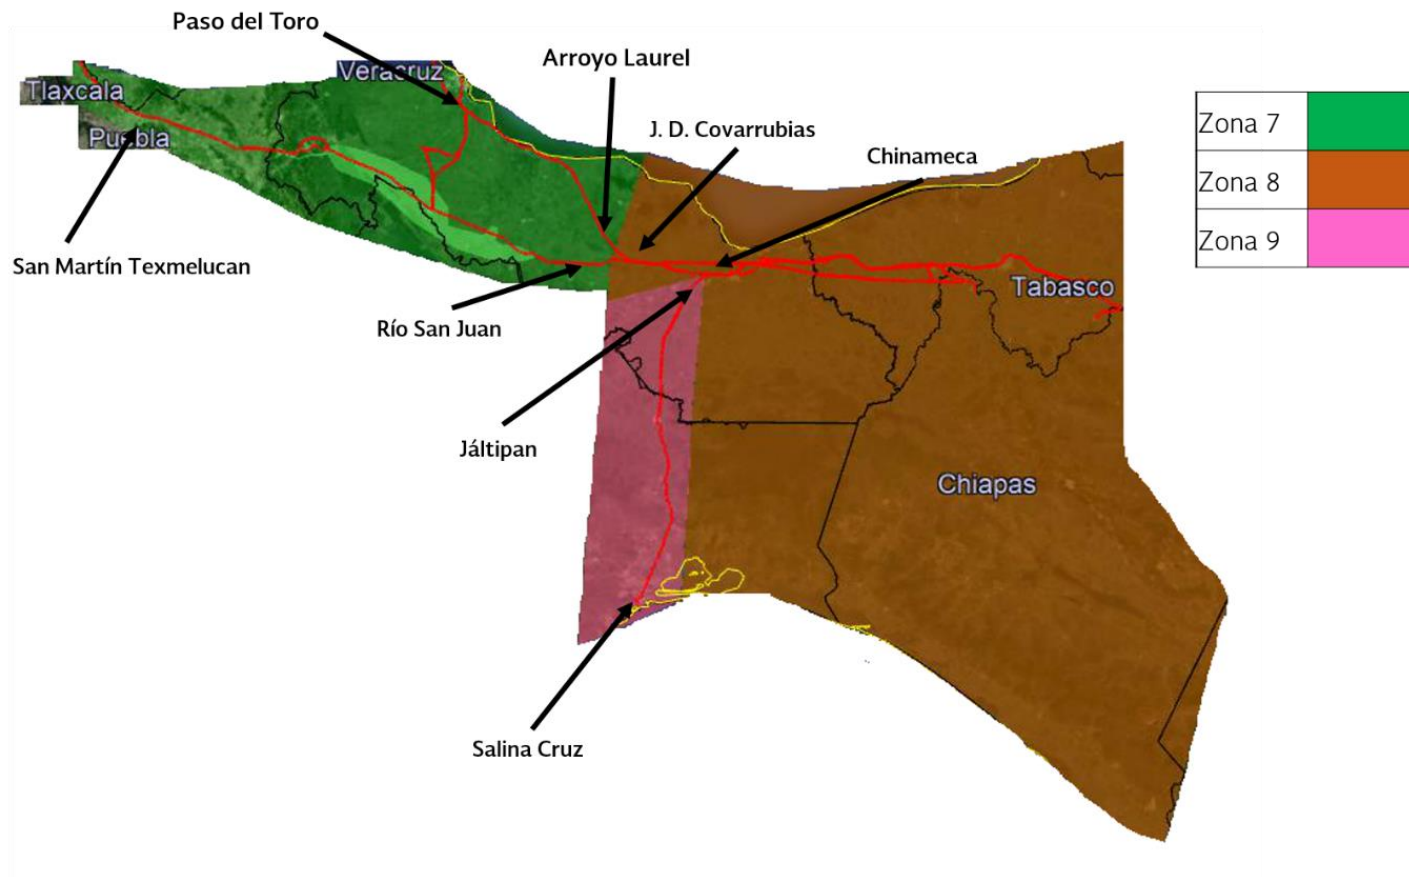 Paso del Toro
Arroyo Laurel
Veracruz
Tlaxcala
J. D. Covarrubias
Zona 7
Puebla
Chinameca
Zona 8
Zona 9
San Martín Texmelucan
Tabasco
Río San Juan
Jáltipan
Chiapas
Salina Cruz